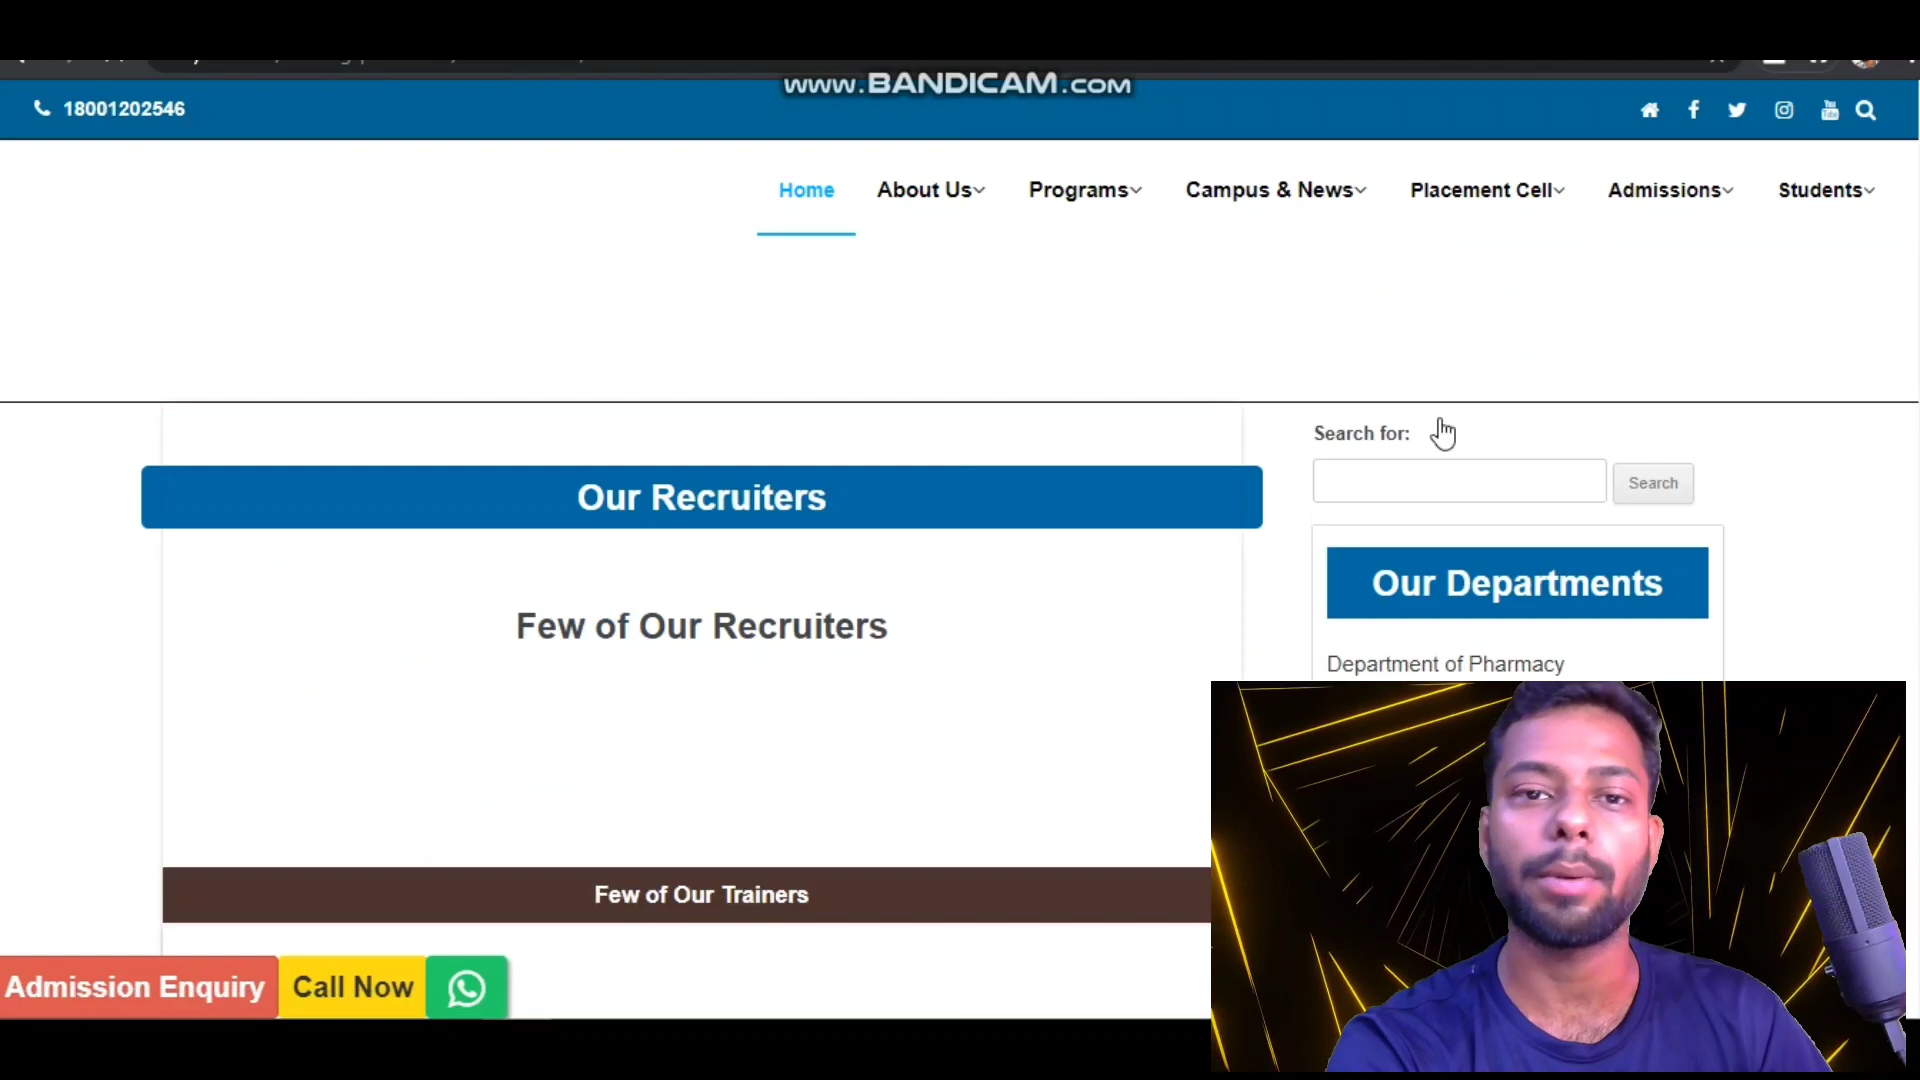 www.BANDICAM.com
18001202546
Home About Us Programs Campus & News Placement Cell Admissions Students
Search for:
Our Recruiters
Search
Our Departments
Few of Our Recruiters
Department of Pharmacy
Few of Our Trainers
Admission Enquiry Call Now